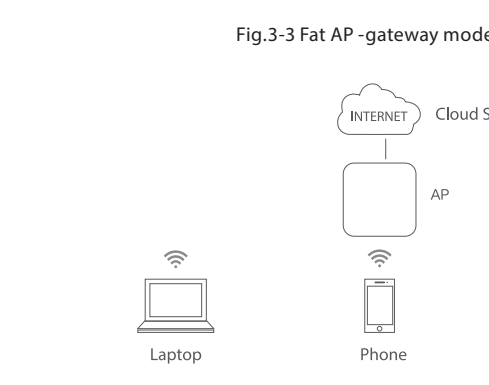 Fig.3-3 Fat AP -gateway mode
INTERNET
Cloud S
AP
Laptop
Phone